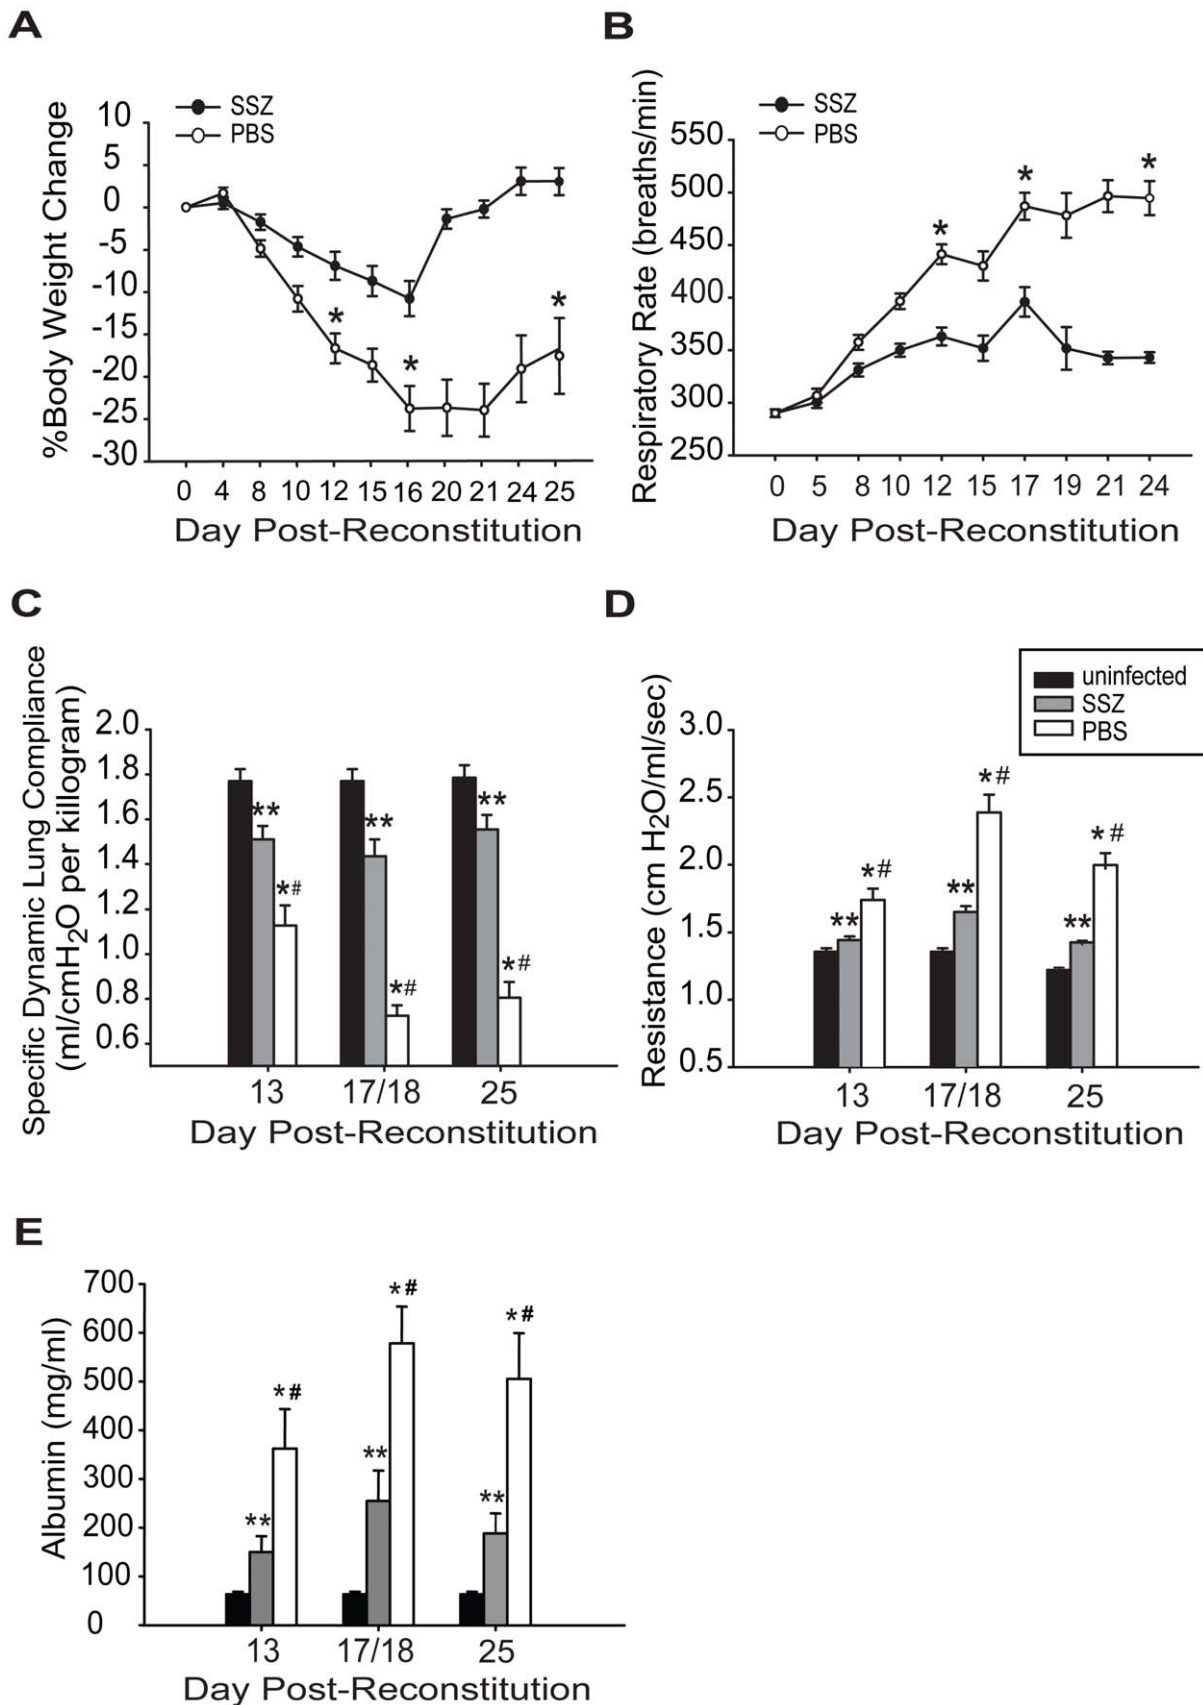 A
SSZ
PBS
%Body Weight Change
10
5
0
-5
-10
-15
-20
-25
-30
* * *
0 4 8 10 12 15 16 20 21 24 25
Day Post-Reconstitution
B
SSZ
PBS
Respiratory Rate (breaths/min)
550
500
450
400
350
300
250
* * *
0 5 8 10 12 15 17 19 21 24
Day Post-Reconstitution
C
Specific Dynamic Lung Compliance
(ml/cmH2O per killogram)
2.0
1.8
1.6
1.4
1.2
1.0
0.8
0.6
** *# ** *# ** *#
13 17/18 25
Day Post-Reconstitution
D
uninfected
SSZ
PBS
Resistance (cm H2O/ml/sec)
3.0
2.5
2.0
1.5
1.0
0.5
** *# ** *# ** *#
13 17/18 25
Day Post-Reconstitution
E
Albumin (mg/ml)
700
600
500
400
300
200
100
0
** *# ** *# ** *#
13 17/18 25
Day Post-Reconstitution